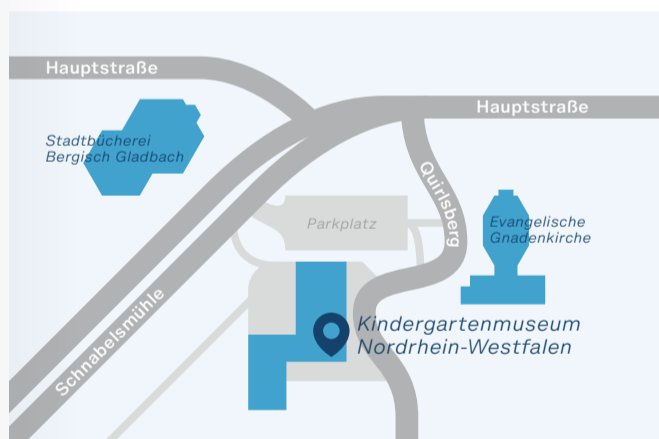 Hauptstraße
Hauptstraße
Stadtbücherei
Bergisch Gladbach
Quirlsberg
Parkplatz
Evangelische
Gnadenkirche
Schnabelsmühle
Kindergartenmuseum
Nordrhein-Westfalen